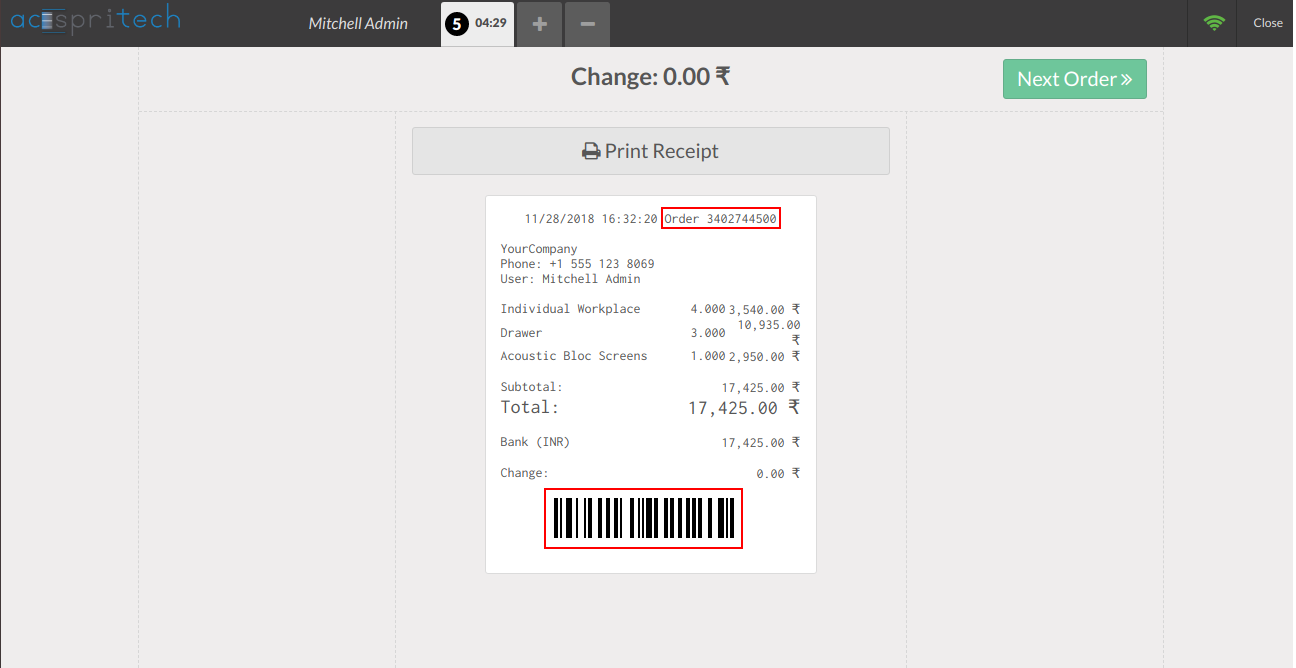 acespritech
Mitchell Admin
5 04:29
Close
Change: 0.00 ₹
Next Order »
Print Receipt
11/28/2018 16:32:20 Order 3402744500
YourCompany
Phone: +1 555 123 8069
User: Mitchell Admin
Individual Workplace 4.000 3,540.00 ₹
Drawer 3.000 10,935.00 ₹
Acoustic Bloc Screens 1.000 2,950.00 ₹
Subtotal: 17,425.00 ₹
Total: 17,425.00 ₹
Bank (INR) 17,425.00 ₹
Change: 0.00 ₹